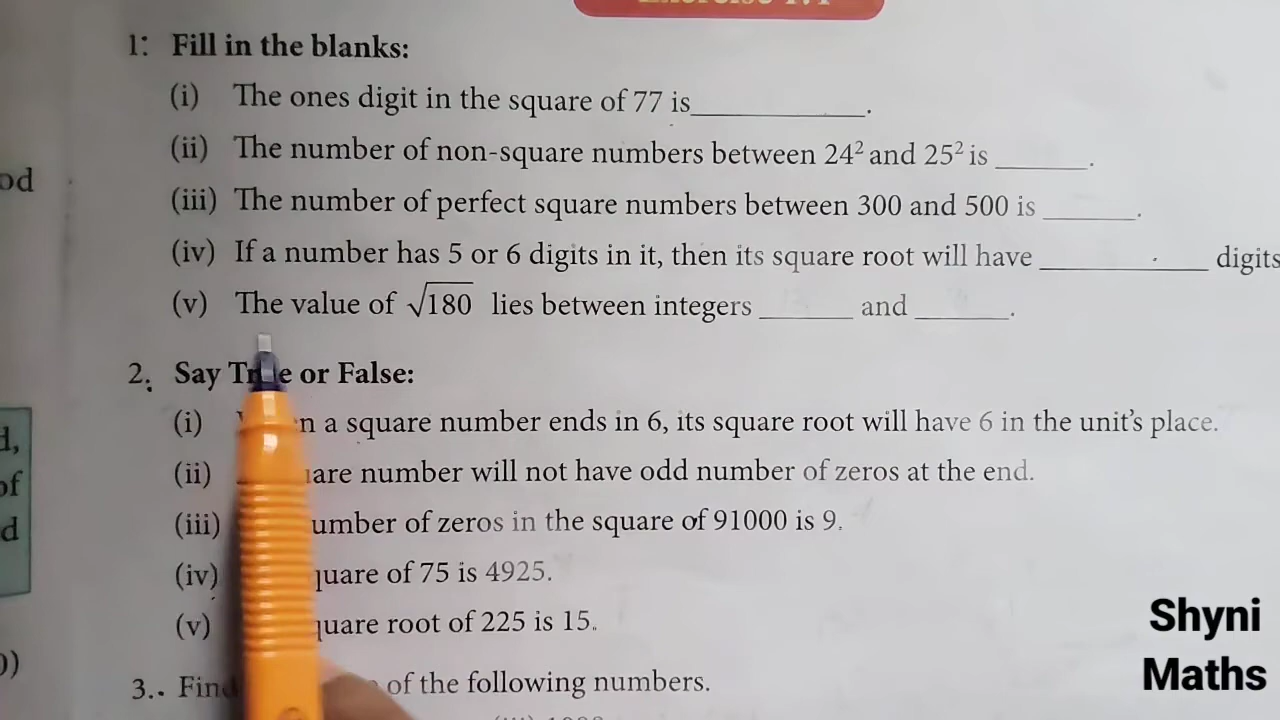 1: Fill in the blanks:
(i) The ones digit in the square of 77 is__________.
(ii) The number of non-square numbers between 24² and 25² is ______.
(iii) The number of perfect square numbers between 300 and 500 is ______.
(iv) If a number has 5 or 6 digits in it, then its square root will have __________ digits
od
(v) The value of √180 lies between integers ______ and ______.
2. Say or False:
(i) a square number ends in 6, its square root will have 6 in the unit's place.
(ii) number will not have odd number of zeros at the end.
(iii) of zeros in the square of 91000 is 9.
(iv) of 75 is 4925.
(v) root of 225 is 15.
d,
of
d
3. of the following numbers.
Shyni
Maths